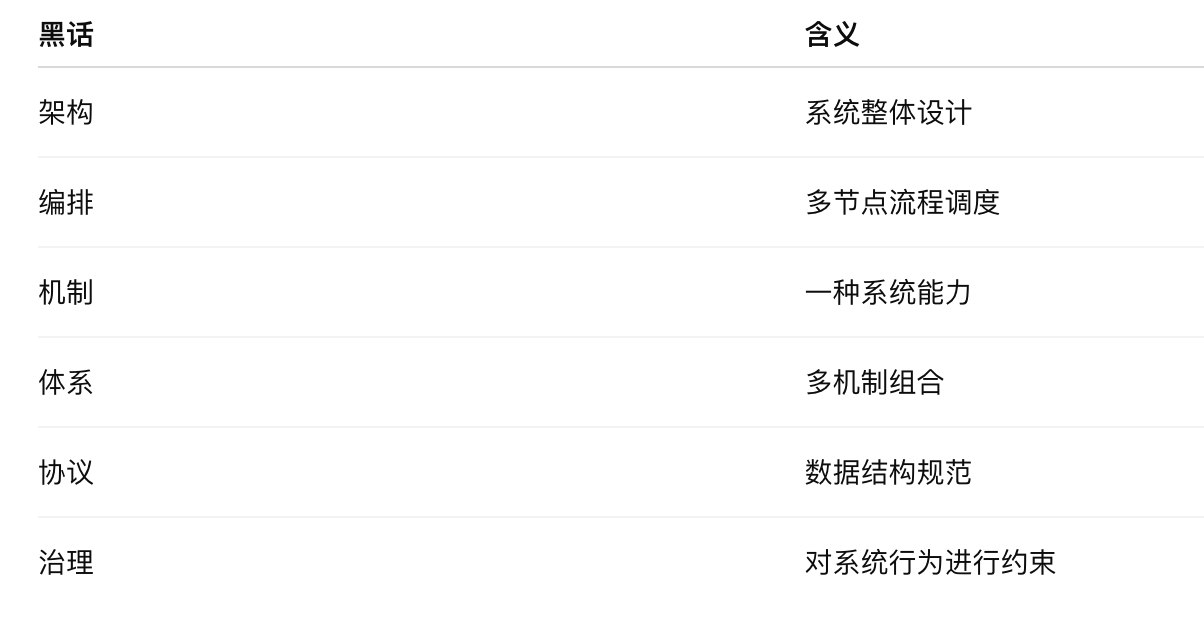 黑话 含义
架构 系统整体设计
编排 多节点流程调度
机制 一种系统能力
体系 多机制组合
协议 数据结构规范
治理 对系统行为进行约束